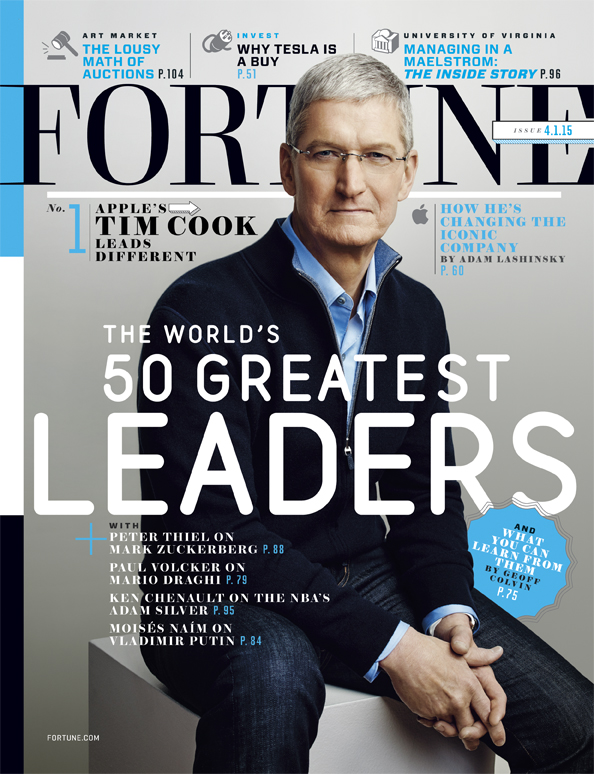 ART MARKET
THE LOUSY
MATH OF
AUCTIONS P.104
INVEST
WHY TESLA IS
A BUY
P.51
UNIVERSITY OF VIRGINIA
MANAGING IN A
MAELSTROM:
THE INSIDE STORY P.96
FORTUNE
ISSUE 4.1.15
No. 1
APPLE'S
TIM COOK
LEADS
DIFFERENT
HOW HE'S
CHANGING THE
ICONIC
COMPANY
BY ADAM LASHINSKY
P. 60
THE WORLD'S
50 GREATEST
LEADERS
WITH
PETER THIEL ON
MARK ZUCKERBERG P. 88
PAUL VOLCKER ON
MARIO DRAGHI P. 79
KEN CHENAULT ON THE NBA'S
ADAM SILVER P. 95
MOISÉS NAÍM ON
VLADIMIR PUTIN P. 84
AND
WHAT
YOU CAN
LEARN FROM
THEM
BY GEOFF
COLVIN
P.75
FORTUNE.COM